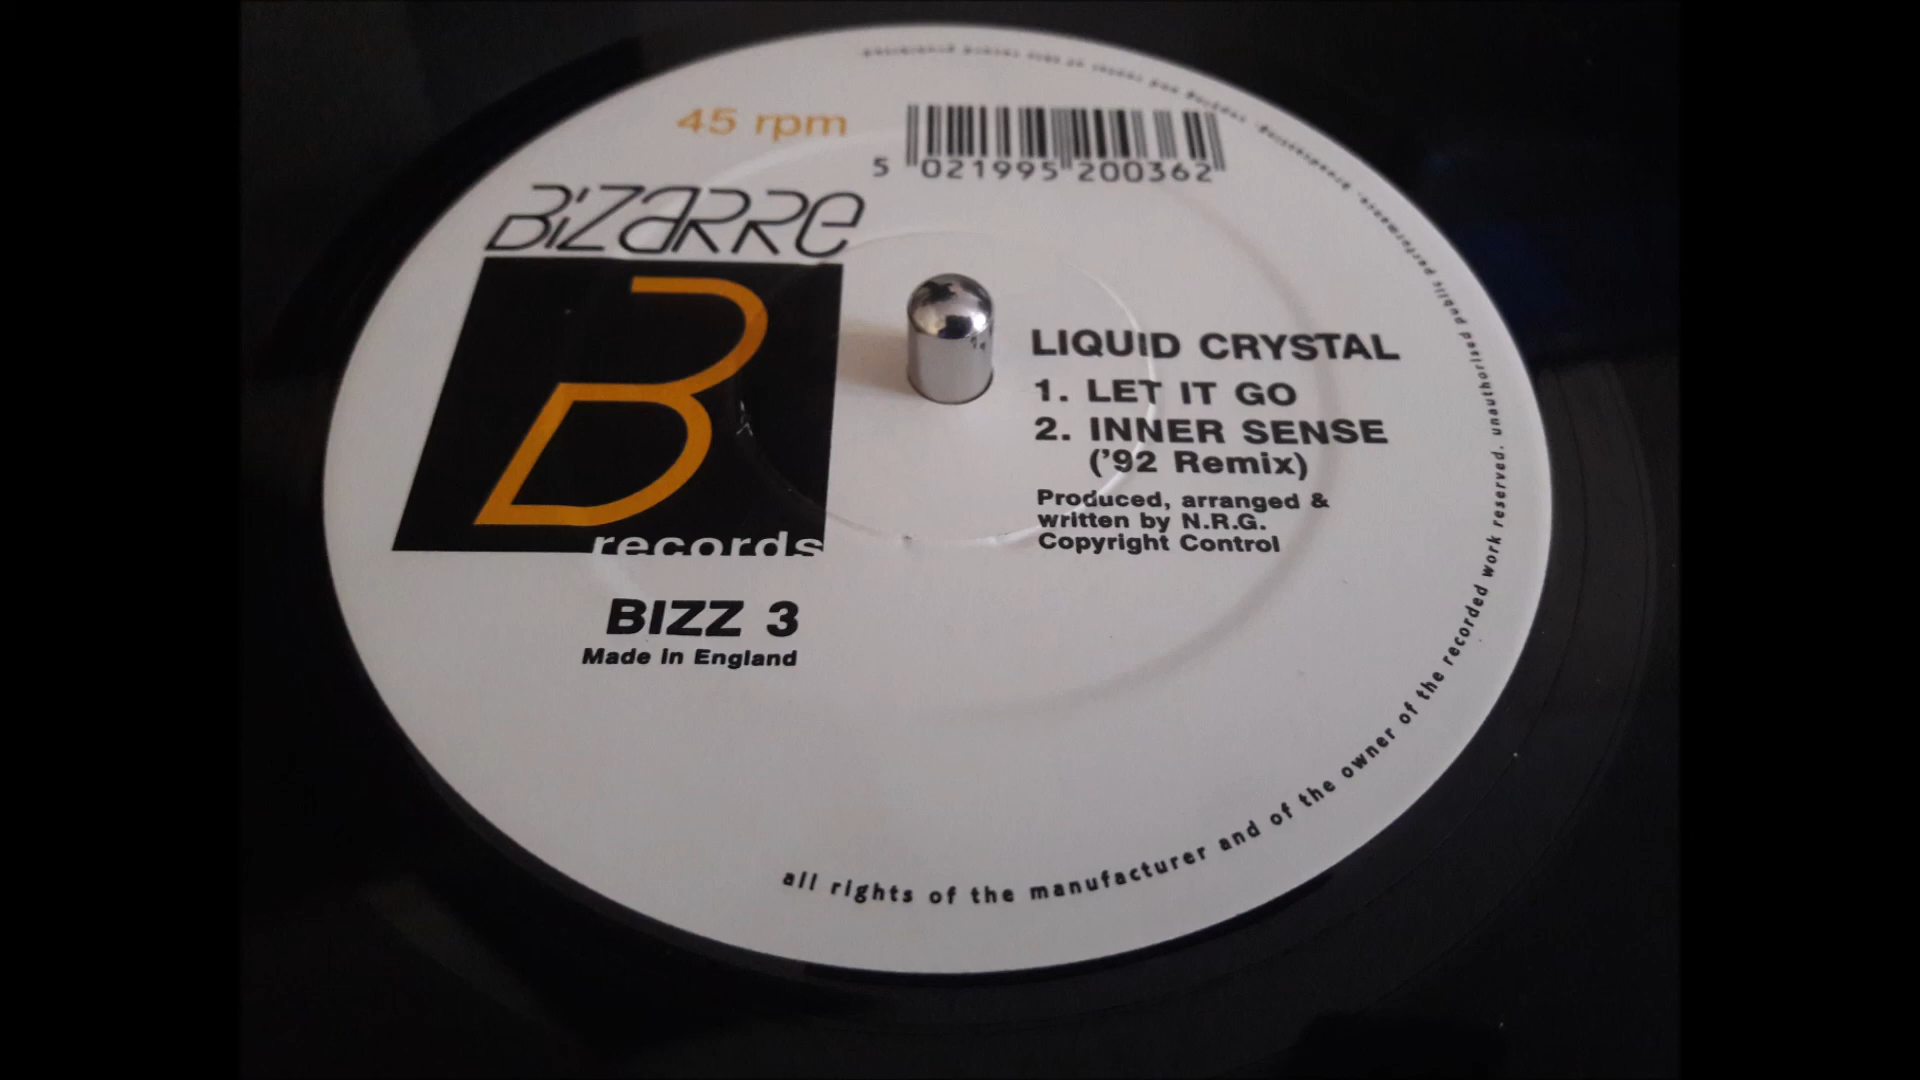 45 rpm
5 021995 200362
BiZARRe
B
records
BIZZ 3
Made in England
LIQUID CRYSTAL
1. LET IT GO
2. INNER SENSE
('92 Remix)
Produced, arranged &
written by N.R.G.
Copyright Control
all rights of the manufacturer and of the owner of the recorded work reserved. unauthorised public performance,